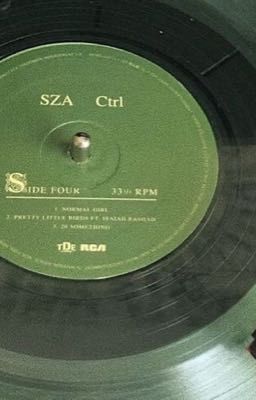 SZA Ctrl
SIDE FOUR 33⅓ RPM
1. NORMAL GIRL
2. PRETTY LITTLE BIRDS FT. ISAIAH RASHAD
3. 20 SOMETHING
TDE RCA